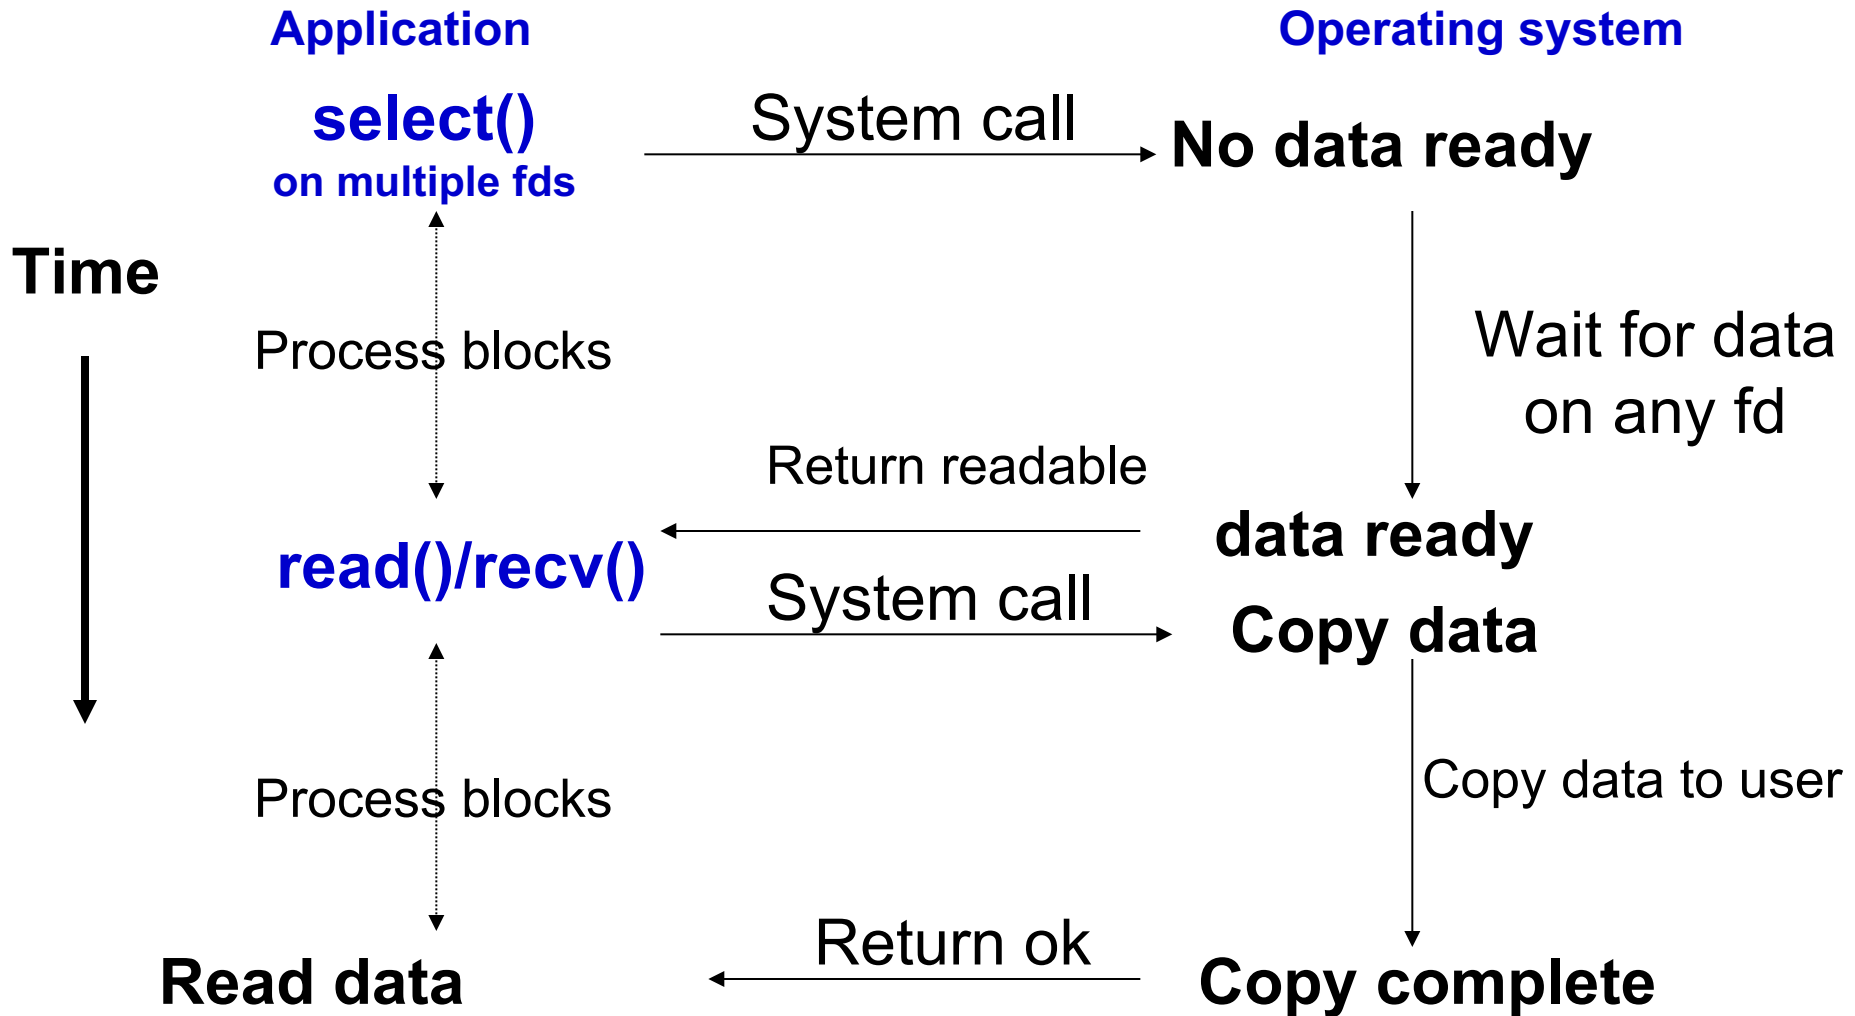 Application
Operating system
select()
on multiple fds
System call
No data ready
Time
Process blocks
Wait for data
on any fd
Return readable
data ready
read()/recv()
System call
Copy data
Process blocks
Copy data to user
Return ok
Read data
Copy complete